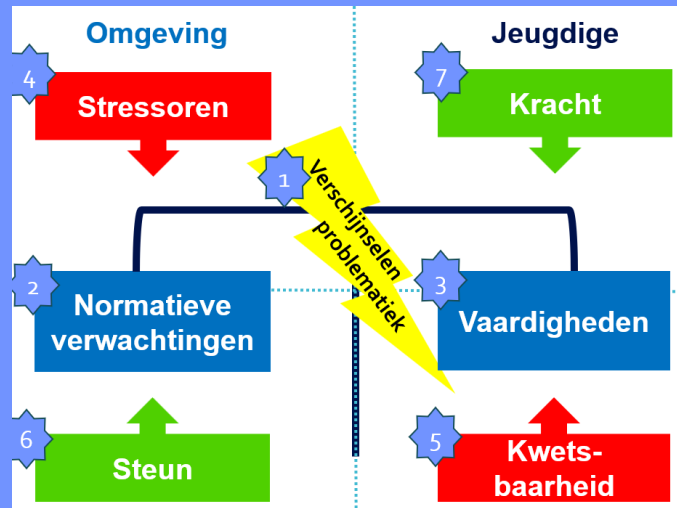 Omgeving
Jeugdige
4
Stressoren
7
Kracht
1
Verschijnselen
problematiek
2
Normatieve
verwachtingen
3
Vaardigheden
6
Steun
5
Kwets-
baarheid